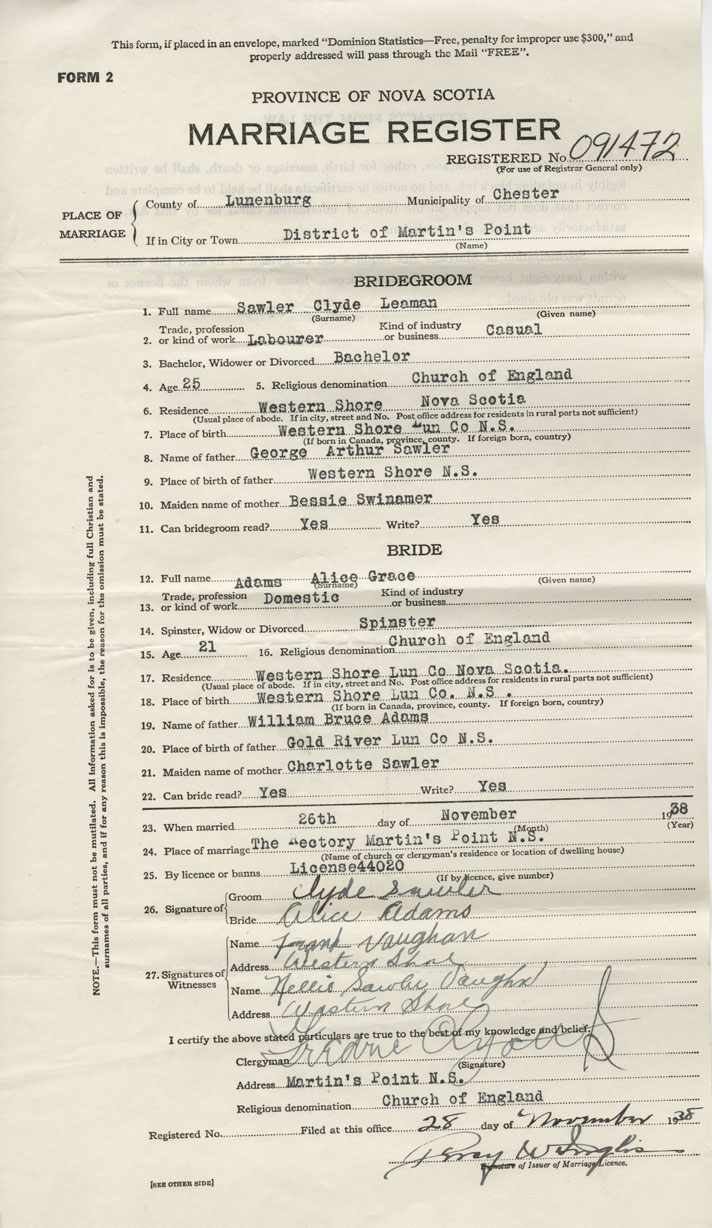 This form, if placed in an envelope, marked "Dominion Statistics—Free, penalty for improper use $300," and
properly addressed will pass through the Mail "FREE".
FORM 2
PROVINCE OF NOVA SCOTIA
MARRIAGE REGISTER
REGISTERED No. 091472
(For use of Registrar General only)
PLACE OF MARRIAGE
County of Lunenburg Municipality of Chester
If in City or Town District of Martin's Point
(Name)
BRIDEGROOM
1. Full name Sawler Clyde Leaman
(Surname) (Given name)
2. Trade, profession or kind of work Labourer Kind of industry or business Casual
3. Bachelor, Widower or Divorced Bachelor
4. Age 25 5. Religious denomination Church of England
6. Residence Western Shore Nova Scotia
(Usual place of abode. If in city, street and No. Post office address for residents in rural parts not sufficient)
7. Place of birth Western Shore Lun Co N.S.
(If born in Canada, province, county. If foreign born, country)
8. Name of father George Arthur Sawler
9. Place of birth of father Western Shore N.S.
10. Maiden name of mother Bessie Swinamer
11. Can bridegroom read? Yes Write? Yes
BRIDE
12. Full name Adams Alice Grace
(Surname) (Given name)
13. Trade, profession or kind of work Domestic Kind of industry or business
14. Spinster, Widow or Divorced Spinster
15. Age 21 16. Religious denomination Church of England
17. Residence Western Shore Lun Co Nova Scotia.
(Usual place of abode. If in city, street and No. Post office address for residents in rural parts not sufficient)
18. Place of birth Western Shore Lun Co. N.S.
(If born in Canada, province, county. If foreign born, country)
19. Name of father William Bruce Adams
20. Place of birth of father Gold River Lun Co N.S.
21. Maiden name of mother Charlotte Sawler
22. Can bride read? Yes Write? Yes
23. When married 26th day of November 1938
(Month) (Year)
24. Place of marriage The Rectory Martin's Point N.S.
(Name of church or clergyman's residence or location of dwelling house)
25. By licence or banns License44020
(If by licence, give number)
26. Signature of
Groom Clyde Sawler
Bride Alice Adams
27. Signatures of Witnesses
Name Frank Vaughan
Address Western Shore
Name Nellie Sawler Vaughn
Address Western Shore
I certify the above stated particulars are true to the best of my knowledge and belief.
Clergyman
(Signature)
Address Martin's Point N.S.
Religious denomination Church of England
Registered No. Filed at this office 28 day of November 1938
Percy
Signature of Issuer of Marriage Licence.
[SEE OTHER SIDE]
NOTE.—This form must not be mutilated. All information asked for is to be given, including full Christian and
surnames of all parties, and if for any reason this is impossible, the reason for the omission must be stated.